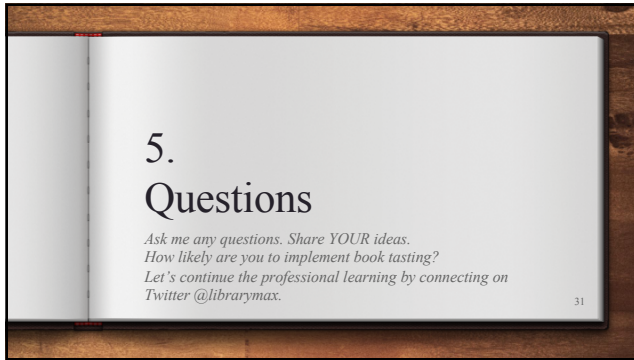 5.
Questions
Ask me any questions. Share YOUR ideas.
How likely are you to implement book tasting?
Let's continue the professional learning by connecting on
Twitter @librarymax.
31